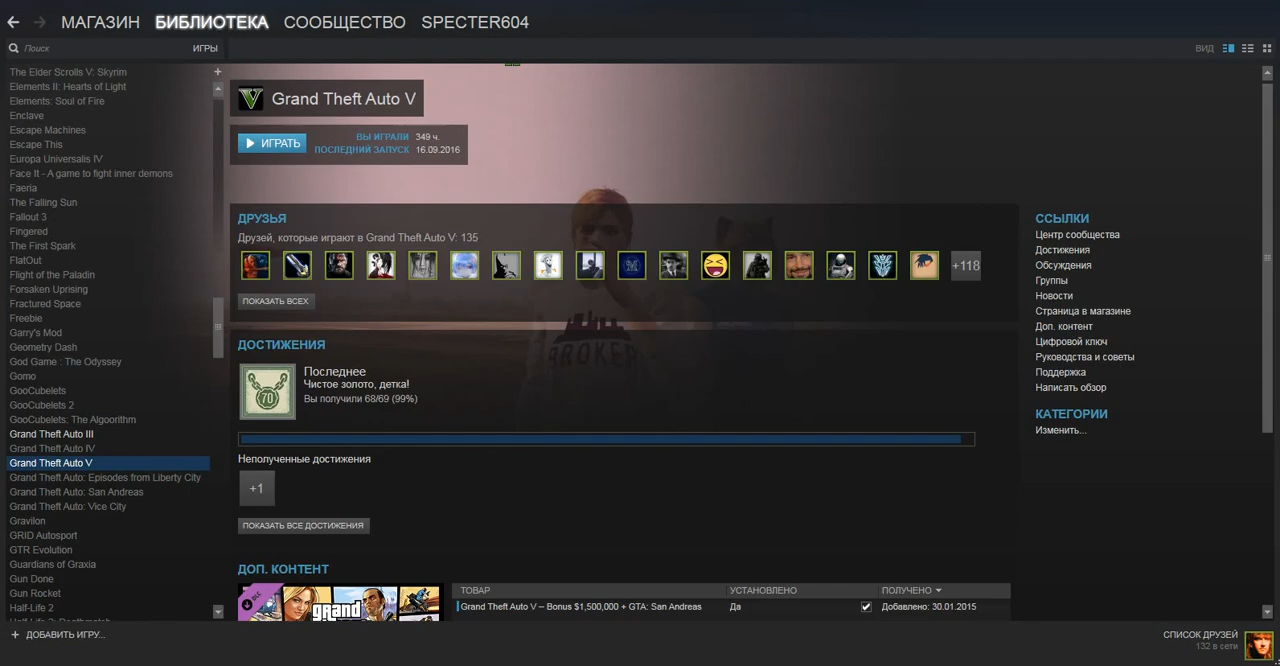 МАГАЗИН БИБЛИОТЕКА СООБЩЕСТВО SPECTER604
Поиск ИГРЫ ВИД
The Elder Scrolls V: Skyrim +
Elements II: Hearts of Light
Elements: Soul of Fire
Enclave
Escape Machines
Escape This
Europa Universalis IV
Face It - A game to fight inner demons
Faeria
The Falling Sun
Fallout 3
Fingered
The First Spark
FlatOut
Flight of the Paladin
Forsaken Uprising
Fractured Space
Freebie
Garry's Mod
Geometry Dash
God Game : The Odyssey
Gomo
GooCubelets
GooCubelets 2
GooCubelets: The Algoorithm
Grand Theft Auto III
Grand Theft Auto IV
Grand Theft Auto V
Grand Theft Auto: Episodes from Liberty City
Grand Theft Auto: San Andreas
Grand Theft Auto: Vice City
Gravilon
GRID Autosport
GTR Evolution
Guardians of Graxia
Gun Done
Gun Rocket
Half-Life 2
Half-Life 2: Deathmatch
+ ДОБАВИТЬ ИГРУ...
Grand Theft Auto V
ИГРАТЬ
ВЫ ИГРАЛИ 349 ч.
ПОСЛЕДНИЙ ЗАПУСК 16.09.2016
ДРУЗЬЯ
Друзей, которые играют в Grand Theft Auto V: 135
+118
ПОКАЗАТЬ ВСЕХ
BROKER
ДОСТИЖЕНИЯ
70
Последнее
Чистое золото, детка!
Вы получили 68/69 (99%)
Неполученные достижения
+1
ПОКАЗАТЬ ВСЕ ДОСТИЖЕНИЯ
ДОП. КОНТЕНТ
DLC
grand
ТОВАР УСТАНОВЛЕНО ПОЛУЧЕНО
Grand Theft Auto V – Bonus $1,500,000 + GTA: San Andreas Да Добавлено: 30.01.2015
ССЫЛКИ
Центр сообщества
Достижения
Обсуждения
Группы
Новости
Страница в магазине
Доп. контент
Цифровой ключ
Руководства и советы
Поддержка
Написать обзор
КАТЕГОРИИ
Изменить...
СПИСОК ДРУЗЕЙ
132 в сети